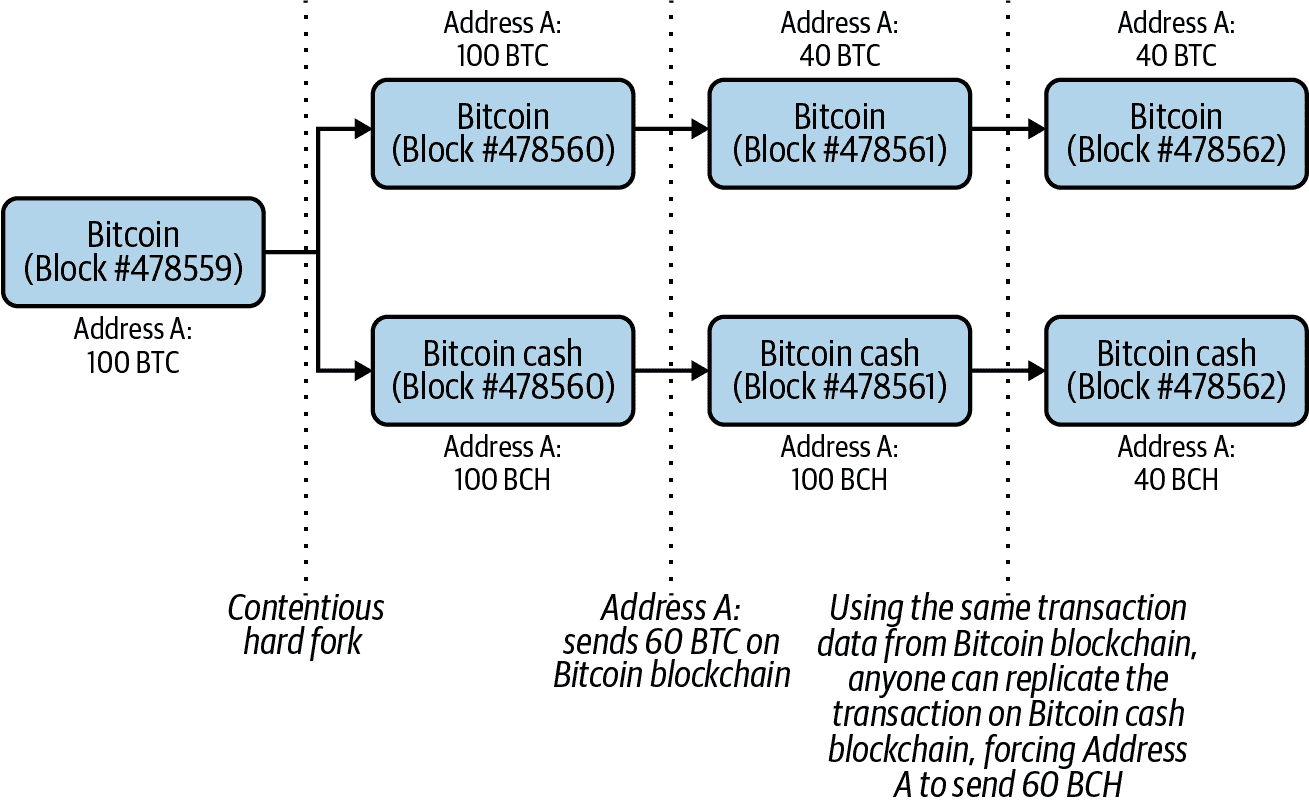 Address A:
100 BTC
Address A:
40 BTC
Address A:
40 BTC
Bitcoin
(Block #478560)
Bitcoin
(Block #478561)
Bitcoin
(Block #478562)
Bitcoin
(Block #478559)
Address A:
100 BTC
Bitcoin cash
(Block #478560)
Bitcoin cash
(Block #478561)
Bitcoin cash
(Block #478562)
Address A:
100 BCH
Address A:
100 BCH
Address A:
40 BCH
Contentious
hard fork
Address A:
sends 60 BTC on
Bitcoin blockchain
Using the same transaction
data from Bitcoin blockchain,
anyone can replicate the
transaction on Bitcoin cash
blockchain, forcing Address
A to send 60 BCH